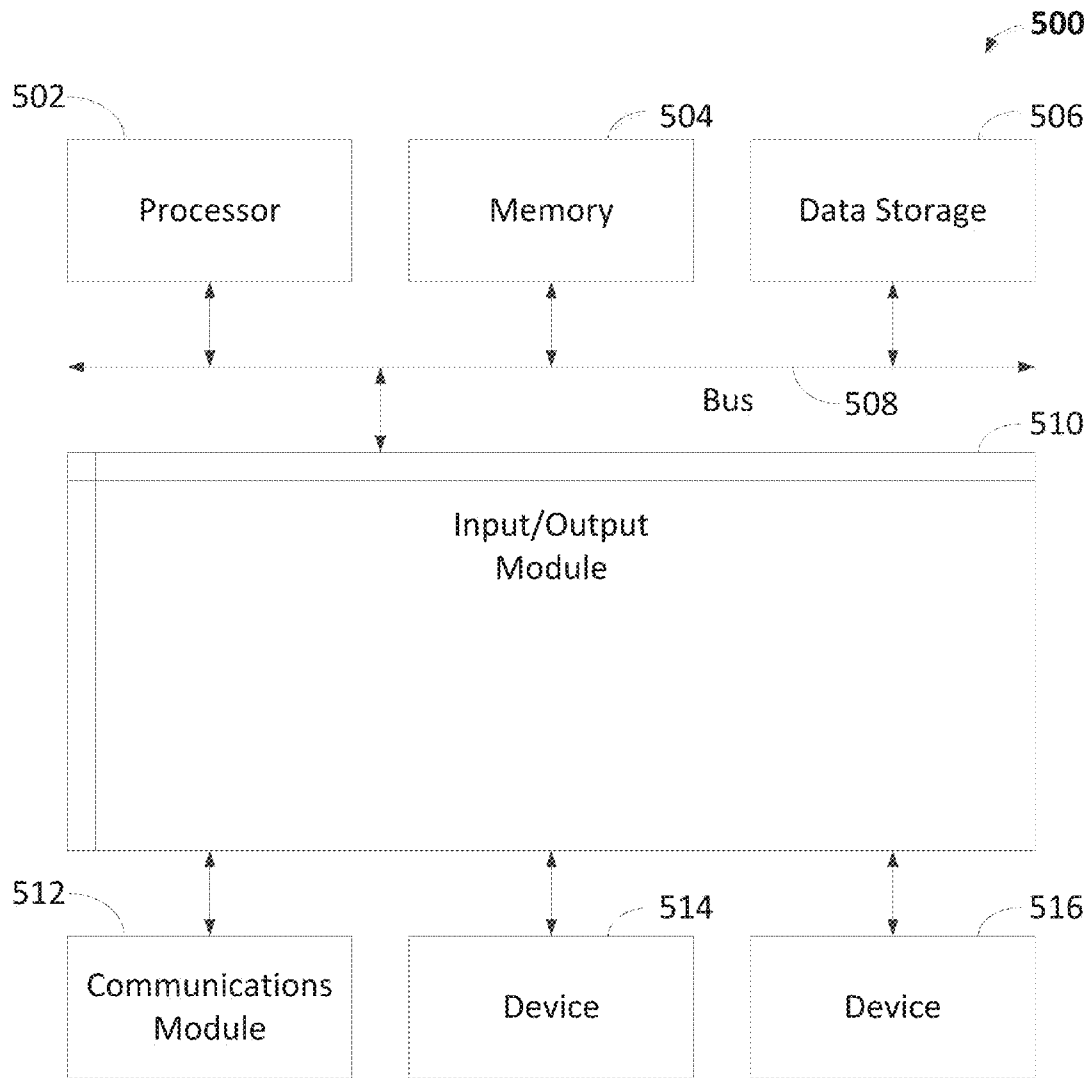 500
502
504
506
Processor
Memory
Data Storage
Bus
508
510
Input/Output
Module
512
514
516
Communications
Module
Device
Device